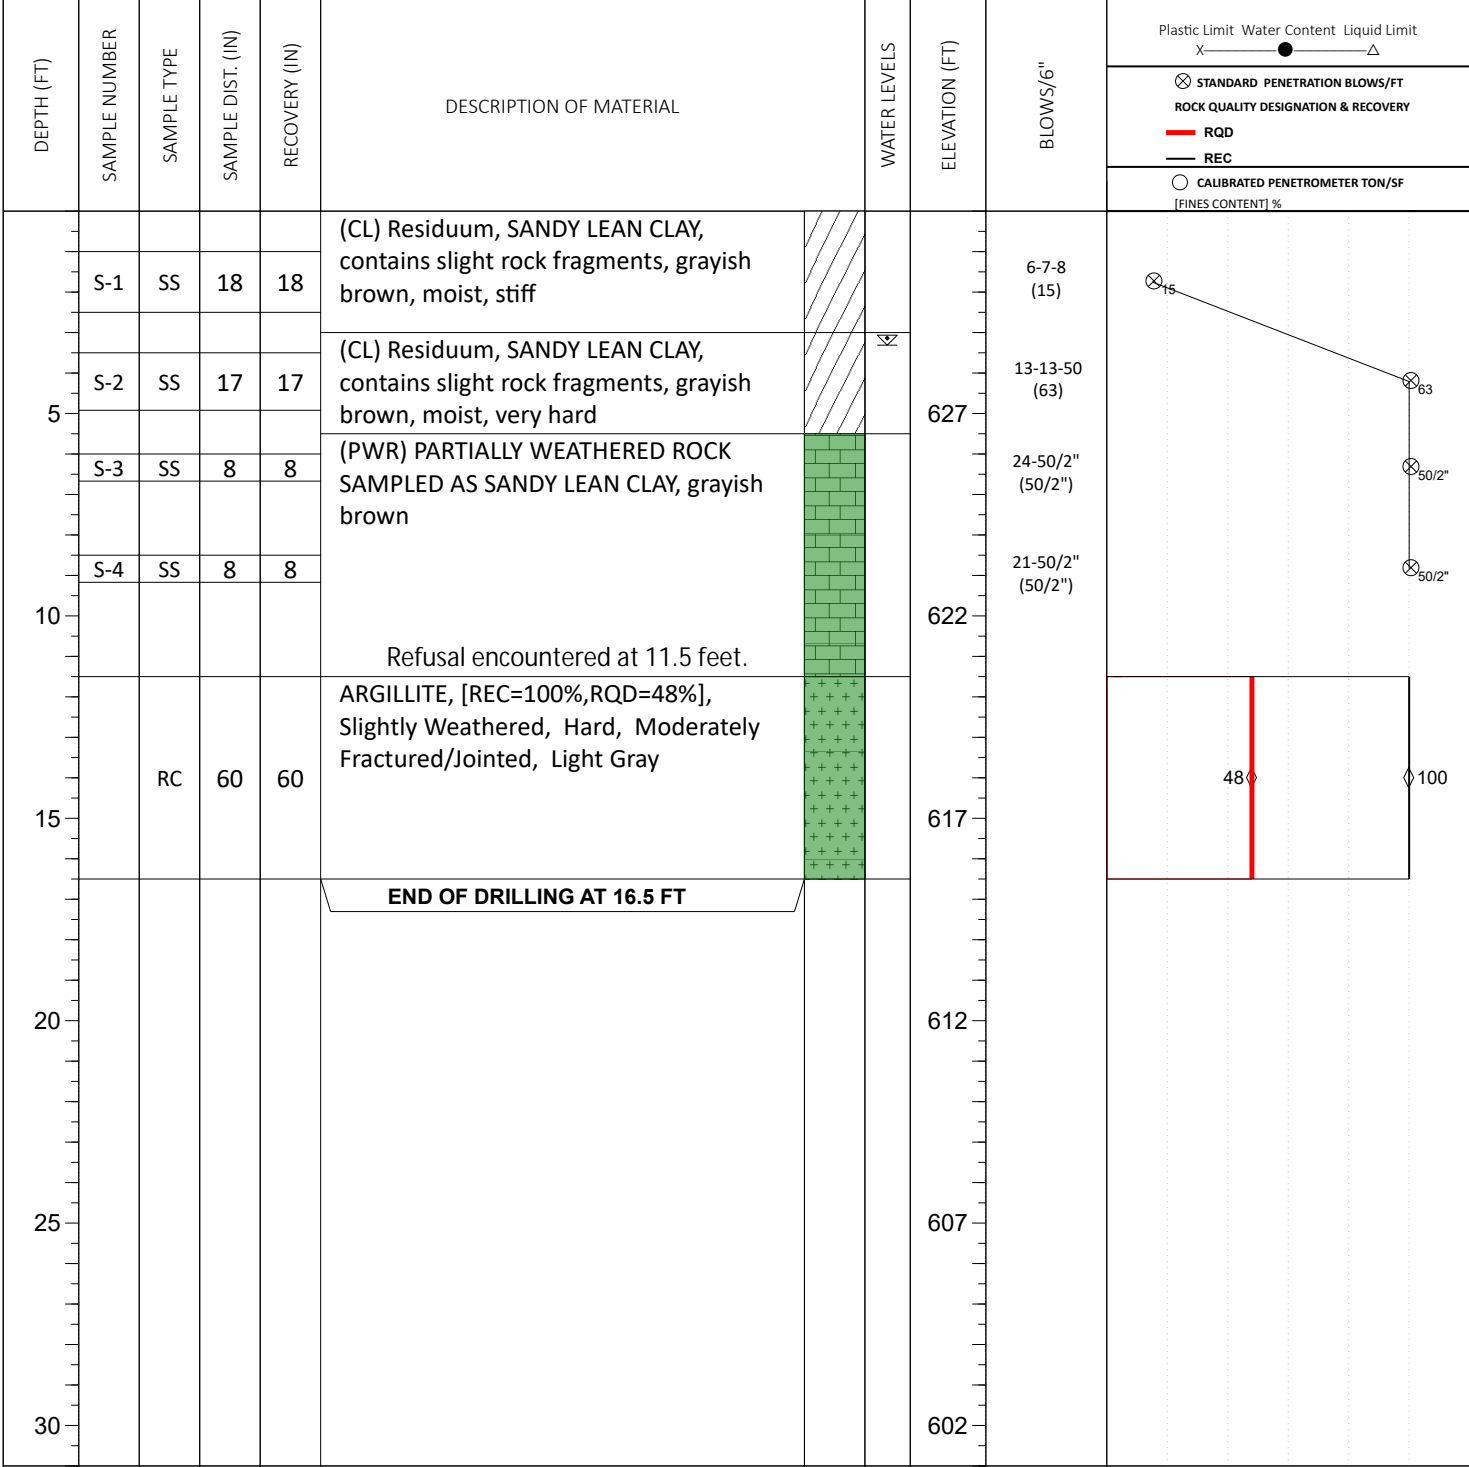 DEPTH (FT)
SAMPLE NUMBER
SAMPLE TYPE
SAMPLE DIST. (IN)
RECOVERY (IN)
DESCRIPTION OF MATERIAL
WATER LEVELS
ELEVATION (FT)
BLOWS/6"
Plastic Limit Water Content Liquid Limit
X
STANDARD PENETRATION BLOWS/FT
ROCK QUALITY DESIGNATION & RECOVERY
RQD
REC
CALIBRATED PENETROMETER TON/SF
[FINES CONTENT] %
(CL) Residuum, SANDY LEAN CLAY,
contains slight rock fragments, grayish
brown, moist, stiff
S-1 SS 18 18
6-7-8
(15)
15
(CL) Residuum, SANDY LEAN CLAY,
contains slight rock fragments, grayish
brown, moist, very hard
S-2 SS 17 17
13-13-50
(63)
63
5
627
(PWR) PARTIALLY WEATHERED ROCK
SAMPLED AS SANDY LEAN CLAY, grayish
brown
S-3 SS 8 8
24-50/2"
(50/2")
50/2"
S-4 SS 8 8
21-50/2"
(50/2")
50/2"
10
622
Refusal encountered at 11.5 feet.
ARGILLITE, [REC=100%,RQD=48%],
Slightly Weathered, Hard, Moderately
Fractured/Jointed, Light Gray
RC 60 60
48
100
15
617
END OF DRILLING AT 16.5 FT
20
612
25
607
30
602